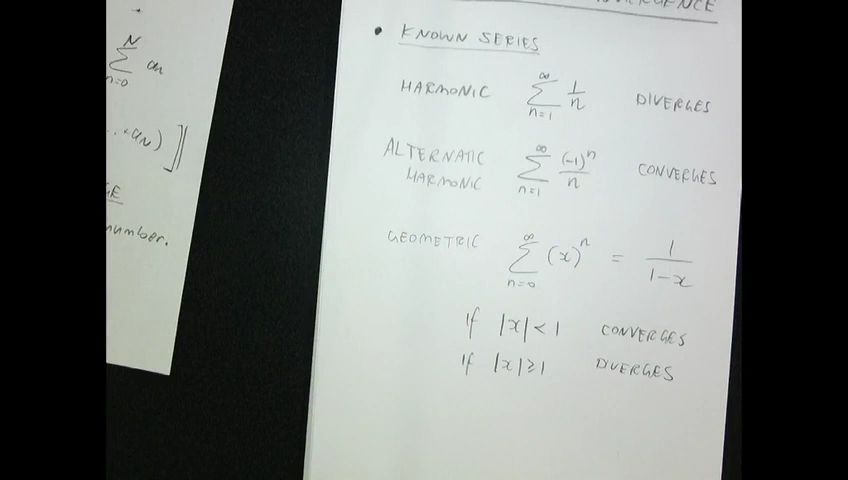 N
∑ an
n=0
..+aN) ]
number.
• KNOWN SERIES
HARMONIC ∞∑n=1 1/n DIVERGES
ALTERNATIC HARMONIC ∞∑n=1 (-1)^n/n CONVERGES
GEOMETRIC ∞∑n=0 (x)^n = 1/(1-x)
If |x| < 1 CONVERGES
If |x| ≥ 1 DIVERGES